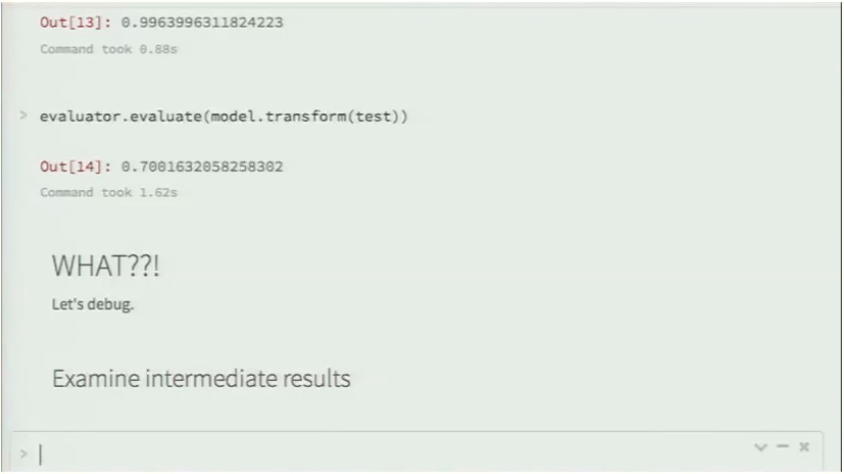 Out[13]: 0.9963996311824223
Command took 0.88s
> evaluator.evaluate(model.transform(test))
Out[14]: 0.7001632058258302
Command took 1.62s
WHAT??!
Let's debug.
Examine intermediate results
>